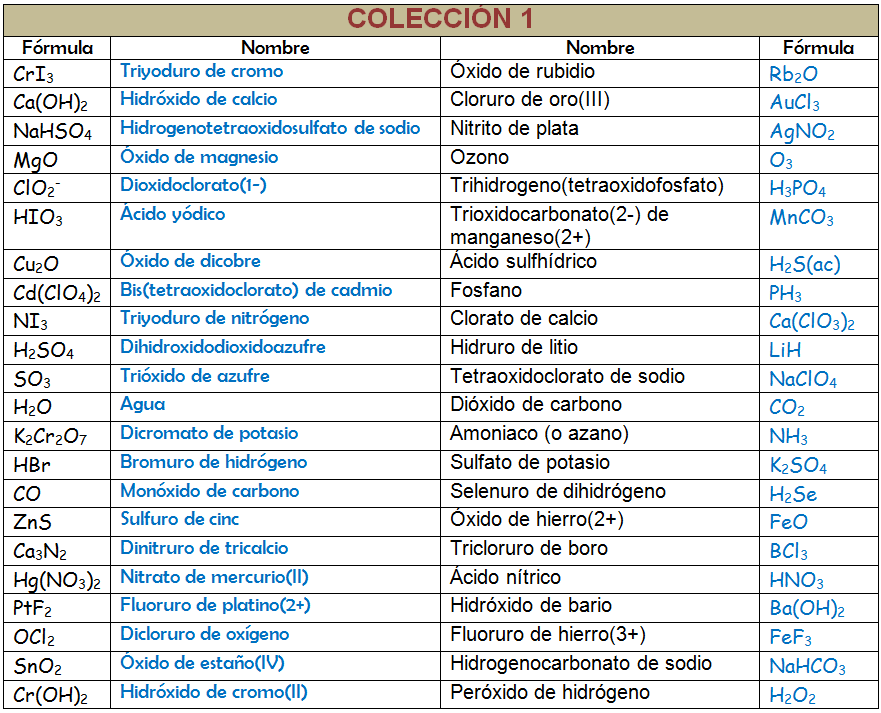 COLECCIÓN 1
Fórmula Nombre Nombre Fórmula
CrI₃ Triyoduro de cromo Óxido de rubidio Rb₂O
Ca(OH)₂ Hidróxido de calcio Cloruro de oro(III) AuCl₃
NaHSO₄ Hidrogenotetraoxidosulfato de sodio Nitrito de plata AgNO₂
MgO Óxido de magnesio Ozono O₃
ClO₂⁻ Dioxidoclorato(1-) Trihidrogeno(tetraoxidofosfato) H₃PO₄
HIO₃ Ácido yódico Trioxidocarbonato(2-) de MnCO₃
manganeso(2+)
Cu₂O Óxido de dicobre Ácido sulfhídrico H₂S(ac)
Cd(ClO₄)₂ Bis(tetraoxidoclorato) de cadmio Fosfano PH₃
NI₃ Triyoduro de nitrógeno Clorato de calcio Ca(ClO₃)₂
H₂SO₄ Dihidroxidodioxidoazufre Hidruro de litio LiH
SO₃ Trióxido de azufre Tetraoxidoclorato de sodio NaClO₄
H₂O Agua Dióxido de carbono CO₂
K₂Cr₂O₇ Dicromato de potasio Amoniaco (o azano) NH₃
HBr Bromuro de hidrógeno Sulfato de potasio K₂SO₄
CO Monóxido de carbono Selenuro de dihidrógeno H₂Se
ZnS Sulfuro de cinc Óxido de hierro(2+) FeO
Ca₃N₂ Dinitruro de tricalcio Tricloruro de boro BCl₃
Hg(NO₃)₂ Nitrato de mercurio(II) Ácido nítrico HNO₃
PtF₂ Fluoruro de platino(2+) Hidróxido de bario Ba(OH)₂
OCl₂ Dicloruro de oxígeno Fluoruro de hierro(3+) FeF₃
SnO₂ Óxido de estaño(IV) Hidrogenocarbonato de sodio NaHCO₃
Cr(OH)₂ Hidróxido de cromo(II) Peróxido de hidrógeno H₂O₂